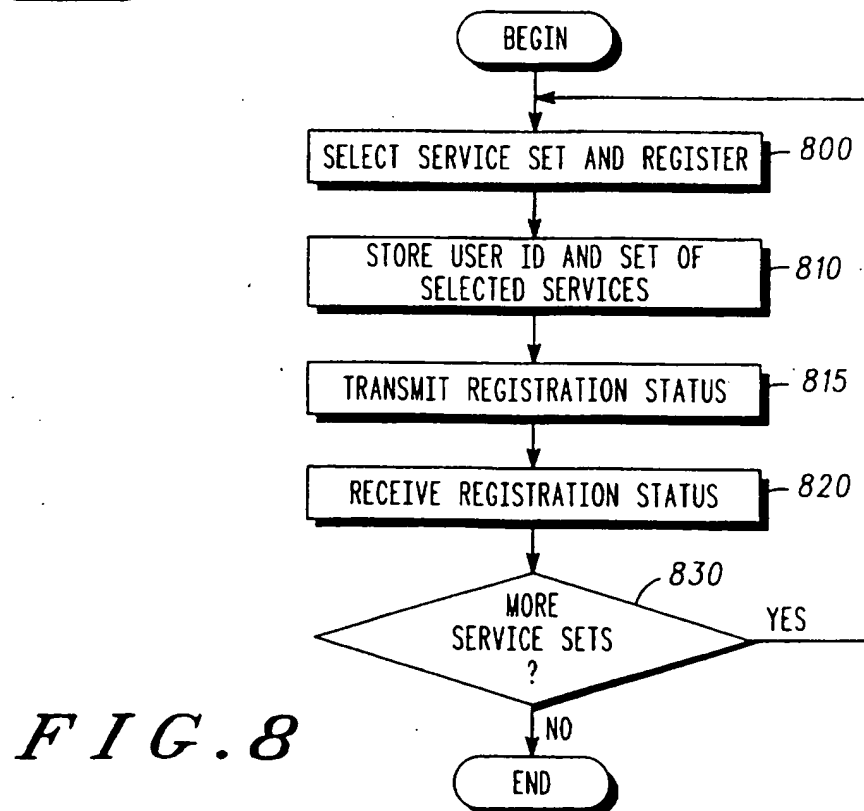 BEGIN
SELECT SERVICE SET AND REGISTER
800
STORE USER ID AND SET OF
SELECTED SERVICES
810
TRANSMIT REGISTRATION STATUS
815
RECEIVE REGISTRATION STATUS
820
830
MORE
SERVICE SETS
?
YES
NO
END
FIG.8